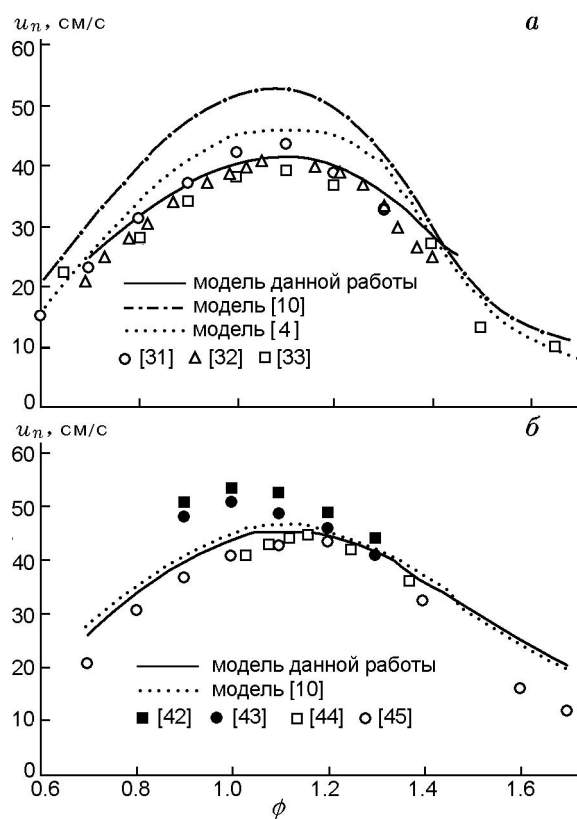 u_n, см/с
а
60
50
40
30
20
10
0
модель данной работы
модель [10]
модель [4]
[31] [32] [33]
u_n, см/с
б
60
50
40
30
20
10
0
модель данной работы
модель [10]
[42] [43] [44] [45]
0.6 0.8 1.0 1.2 1.4 1.6
ϕ